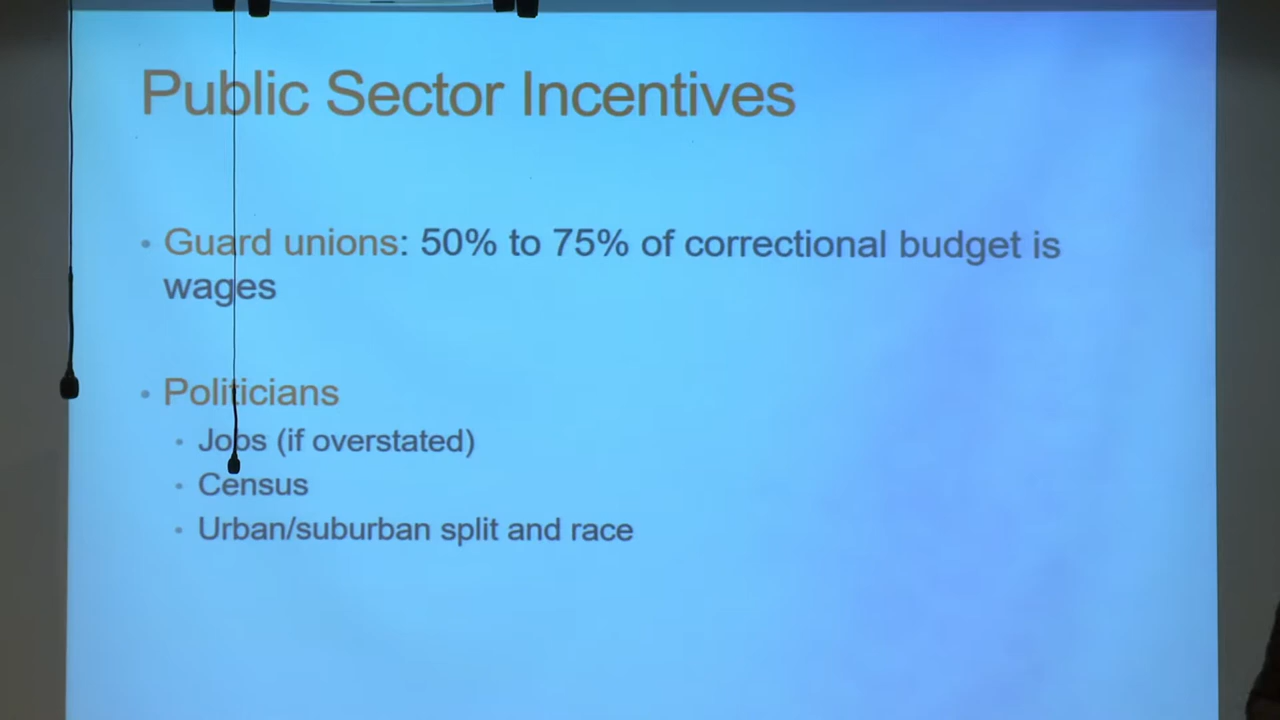 Public Sector Incentives
• Guard unions: 50% to 75% of correctional budget is
wages
• Politicians
• Jobs (if overstated)
• Census
• Urban/suburban split and race